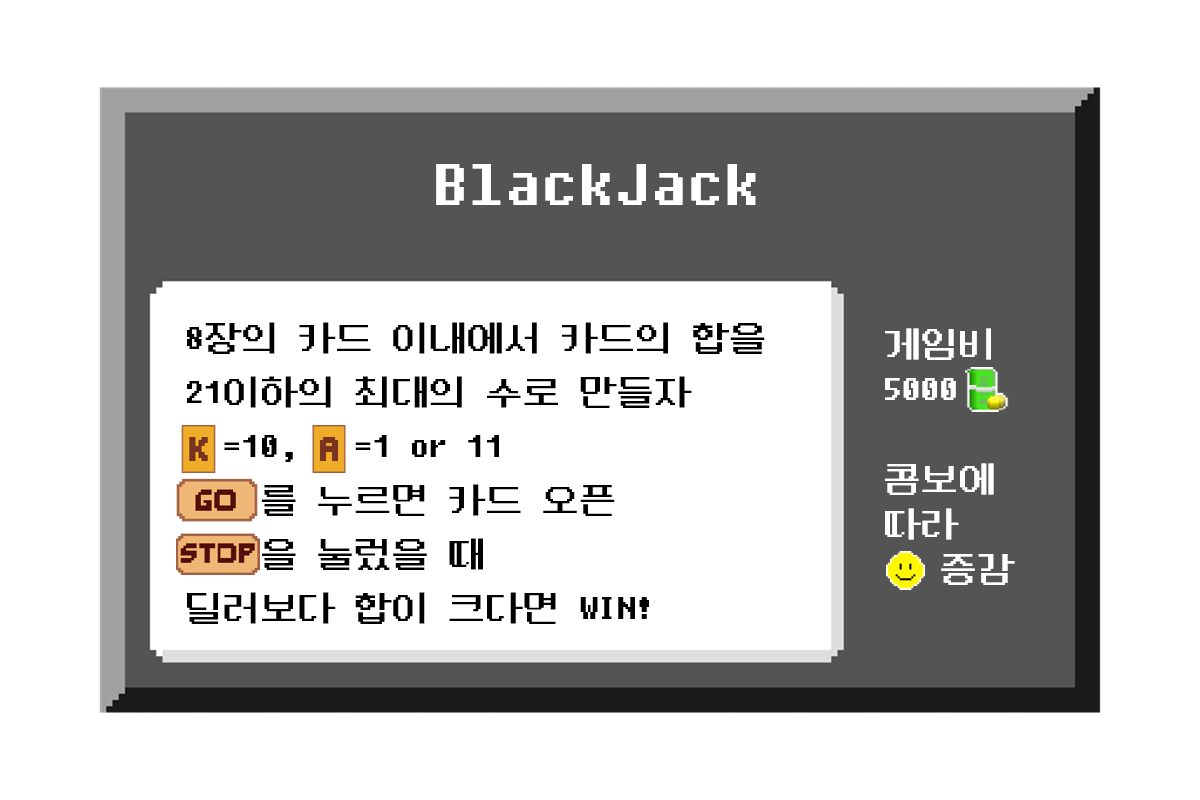 BlackJack
8장의 카드 이내에서 카드의 합을
21이하의 최대의 수로 만들자
K =10, A =1 or 11
GO를 누르면 카드 오픈
STOP을 눌렀을 때
딜러보다 합이 크다면 WIN!
게임비
5000
콤보에
따라
증감